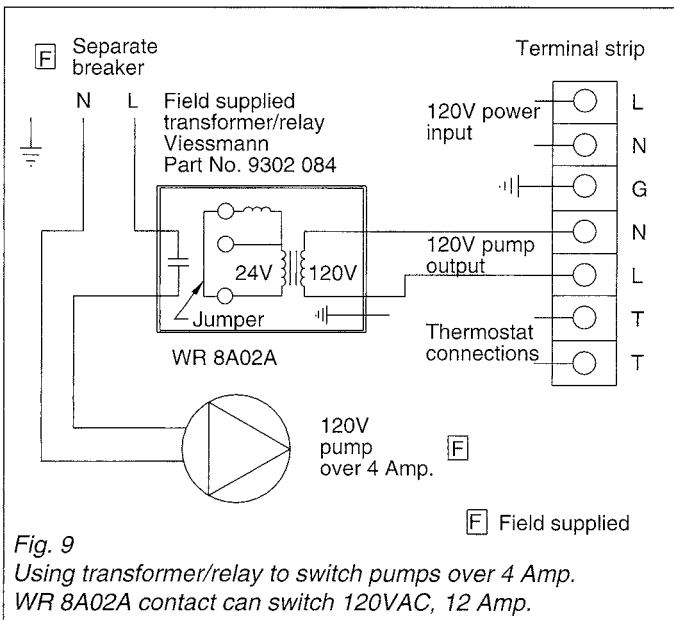 F Separate
breaker
N L
Field supplied
transformer/relay
Viessmann
Part No. 9302 084
24V 120V
Jumper
WR 8A02A
Terminal strip
120V power
input
L
N
G
N
120V pump
output
L
Thermostat
connections
T
T
120V
pump
over 4 Amp.
F
F Field supplied
Fig. 9
Using transformer/relay to switch pumps over 4 Amp.
WR 8A02A contact can switch 120VAC, 12 Amp.